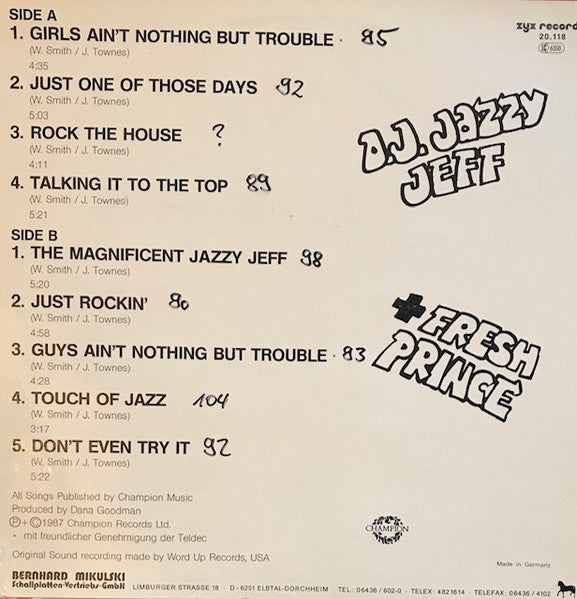 SIDE A
1. GIRLS AIN'T NOTHING BUT TROUBLE · 95
(W. Smith / J. Townes)
4:35
2. JUST ONE OF THOSE DAYS 92
(W. Smith / J. Townes)
5:03
3. ROCK THE HOUSE ?
(W. Smith / J. Townes)
4:11
4. TALKING IT TO THE TOP 89
(W. Smith / J. Townes)
5:21
SIDE B
1. THE MAGNIFICENT JAZZY JEFF 98
(W. Smith / J. Townes)
5:20
2. JUST ROCKIN' 80
(W. Smith / J. Townes)
4:58
3. GUYS AIN'T NOTHING BUT TROUBLE · 83
(W. Smith / J. Townes)
4:28
4. TOUCH OF JAZZ 104
(W. Smith / J. Townes)
3:17
5. DON'T EVEN TRY IT 92
(W. Smith / J. Townes)
5:22
zyx record
20.118
LC 6350
D.J. JAZZY
JEFF
+ FRESH
PRINCE
All Songs Published by Champion Music
Produced by Dana Goodman
Ⓟ+©1987 Champion Records Ltd.
· mit freundlicher Genehmigung der Teldec
Original Sound recording made by Word Up Records, USA
CHAMPION
Made in Germany
BERNHARD MIKULSKI
Schallplatten-Vertriebs-GmbH
LIMBURGER STRASSE 18 · D-6251 ELBTAL-DORCHHEIM · TEL: 06436 / 602-0 · TELEX: 4821614 · TELEFAX: 06436 / 4102